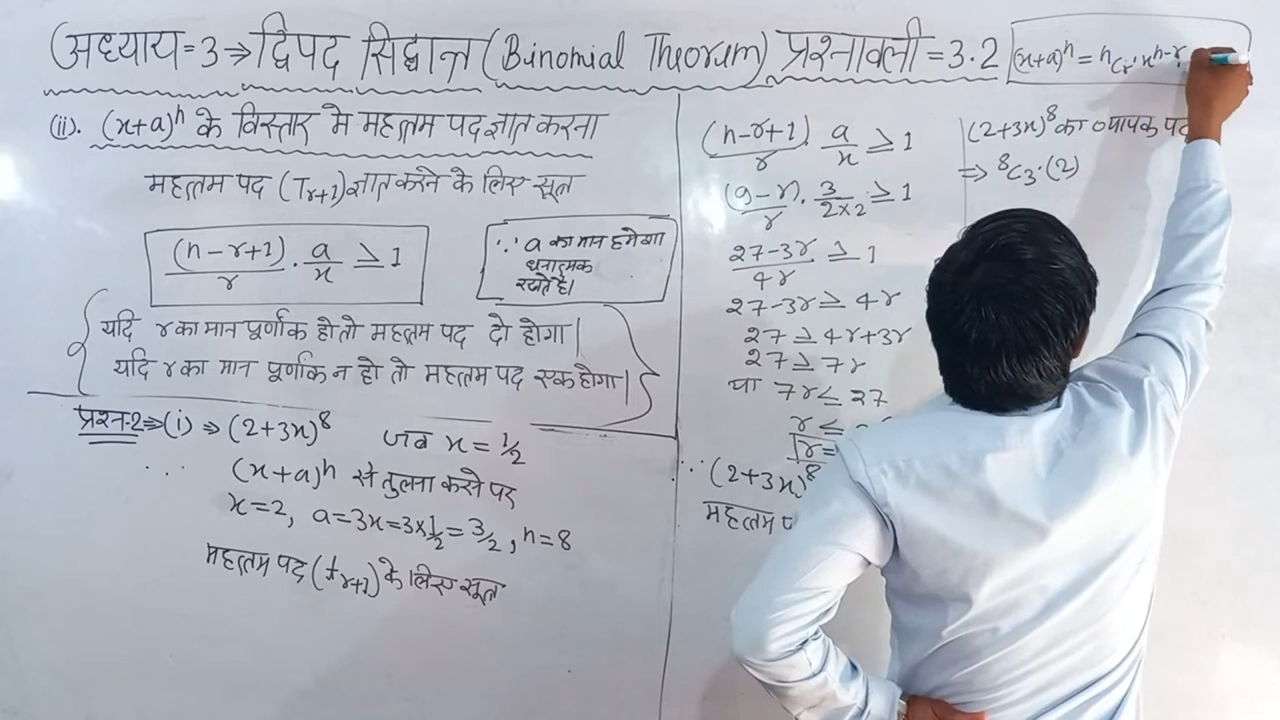 (अध्याय=3⇒द्विपद सिद्धान्त (Binomial Theorum) प्रश्नावली=3.2
(x+a)ⁿ = ⁿCr. xⁿ⁻ʳ.
(ii). (x+a)ⁿ के विस्तार मे महत्तम पद ज्ञात करना
महत्तम पद (Tr+1) ज्ञात करने के लिए सूत्र
(n-r+1)/r . a/x ≥ 1
∵ a का मान हमेशा
धनात्मक
रखते है।
यदि r का मान पूर्णांक हो तो महत्तम पद दो होगा।
यदि r का मान पूर्णांक न हो तो महत्तम पद एक होगा।
प्रश्न-2⇒(i) ⇒ (2+3x)⁸ जब x = 1/2
∴ (x+a)ⁿ से तुलना करने पर
x=2, a=3x=3×1/2=3/2, n=8
महत्तम पद (Tr+1) के लिए सूत्र
(n-r+1)/r . a/x ≥ 1
(9-r)/r . 3/2×2 ≥ 1
27-3r/4r ≥ 1
27-3r ≥ 4r
27 ≥ 4r+3r
27 ≥ 7r
या 7r ≤ 27
r ≤
r=
∵ (2+3x)⁸
महत्तम प
(2+3x)⁸ का व्यापक पद
⇒ ⁸C₃.(2)